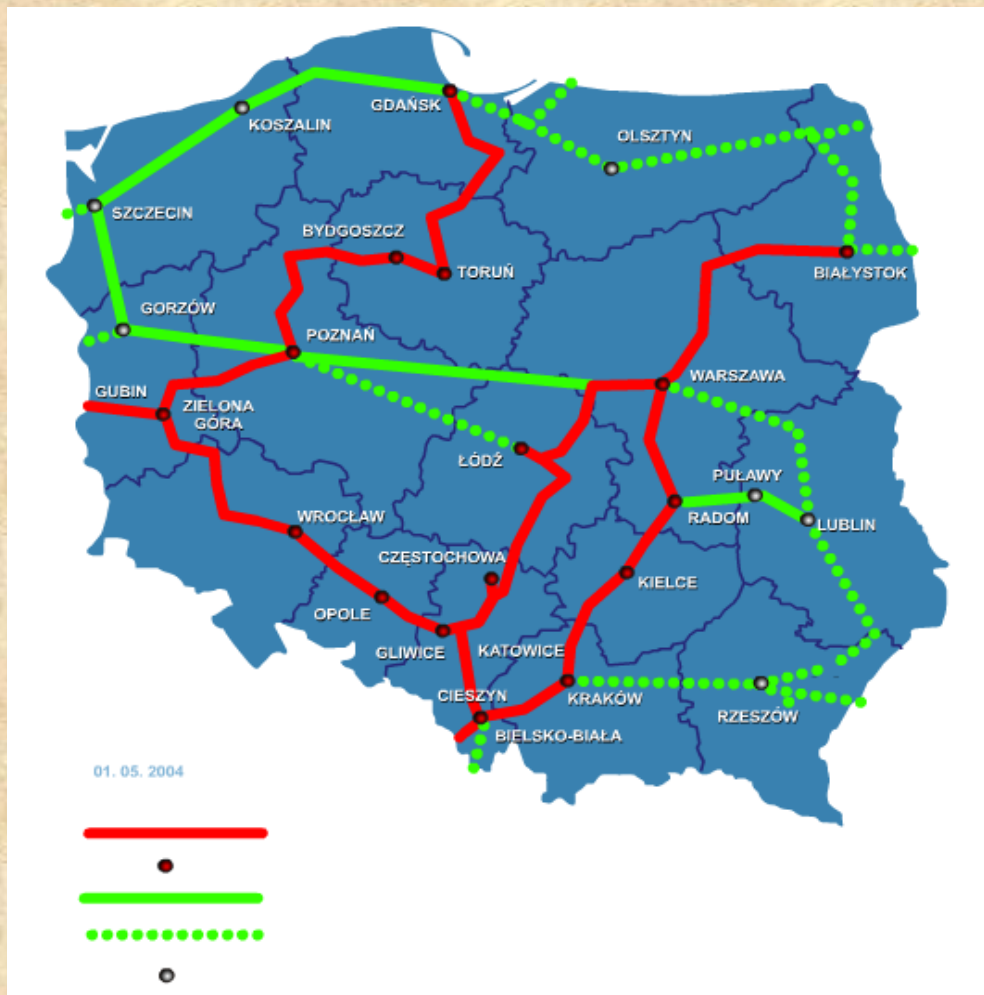 GDAŃSK
KOSZALIN
OLSZTYN
SZCZECIN
BYDGOSZCZ
TORUŃ
BIAŁYSTOK
GORZÓW
POZNAŃ
WARSZAWA
GUBIN
ZIELONA
GÓRA
ŁÓDŹ
PUŁAWY
WROCŁAW
RADOM
LUBLIN
CZĘSTOCHOWA
KIELCE
OPOLE
GLIWICE
KATOWICE
CIESZYN
KRAKÓW
RZESZÓW
BIELSKO-BIAŁA
01. 05. 2004